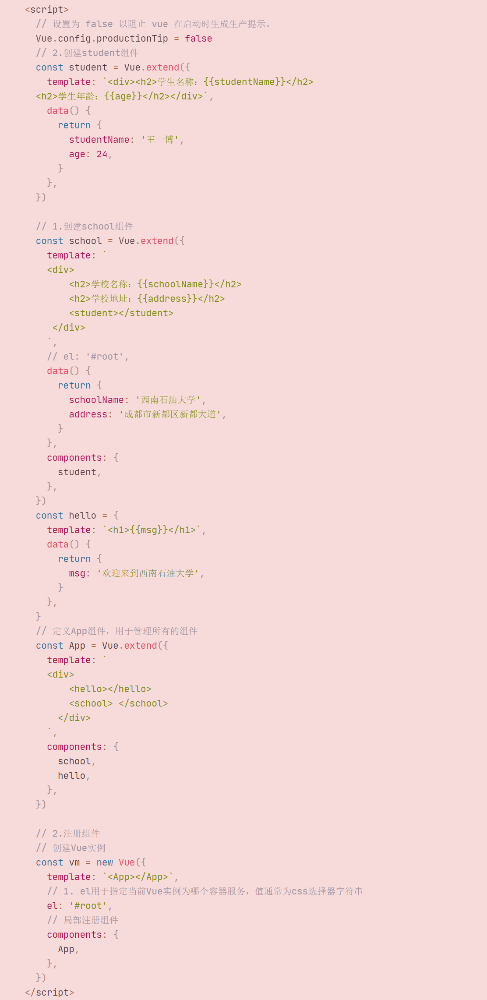 <script>
  // 设置为 false 以阻止 vue 在启动时生成生产提示。
  Vue.config.productionTip = false
  // 2.创建student组件
  const student = Vue.extend({
    template: `<div><h2>学生名称：{{studentName}}</h2>
  <h2>学生年龄：{{age}}</h2></div>`,
    data() {
      return {
        studentName: '王一博',
        age: 24,
      }
    },
  })

  // 1.创建school组件
  const school = Vue.extend({
    template: `
    <div>
        <h2>学校名称：{{schoolName}}</h2>
        <h2>学校地址：{{address}}</h2>
        <student></student>
     </div>
    `,
    // el: '#root',
    data() {
      return {
        schoolName: '西南石油大学',
        address: '成都市新都区新都大道',
      }
    },
    components: {
      student,
    },
  })
  const hello = {
    template: `<h1>{{msg}}</h1>`,
    data() {
      return {
        msg: '欢迎来到西南石油大学',
      }
    },
  }
  // 定义App组件，用于管理所有的组件
  const App = Vue.extend({
    template: `
    <div>
        <hello></hello>
        <school> </school>
      </div>
    `,
    components: {
      school,
      hello,
    },
  })

  // 2.注册组件
  // 创建Vue实例
  const vm = new Vue({
    template: `<App></App>`,
    // 1. el用于指定当前Vue实例为哪个容器服务，值通常为css选择器字符串
    el: '#root',
    // 局部注册组件
    components: {
      App,
    },
  })
</script>